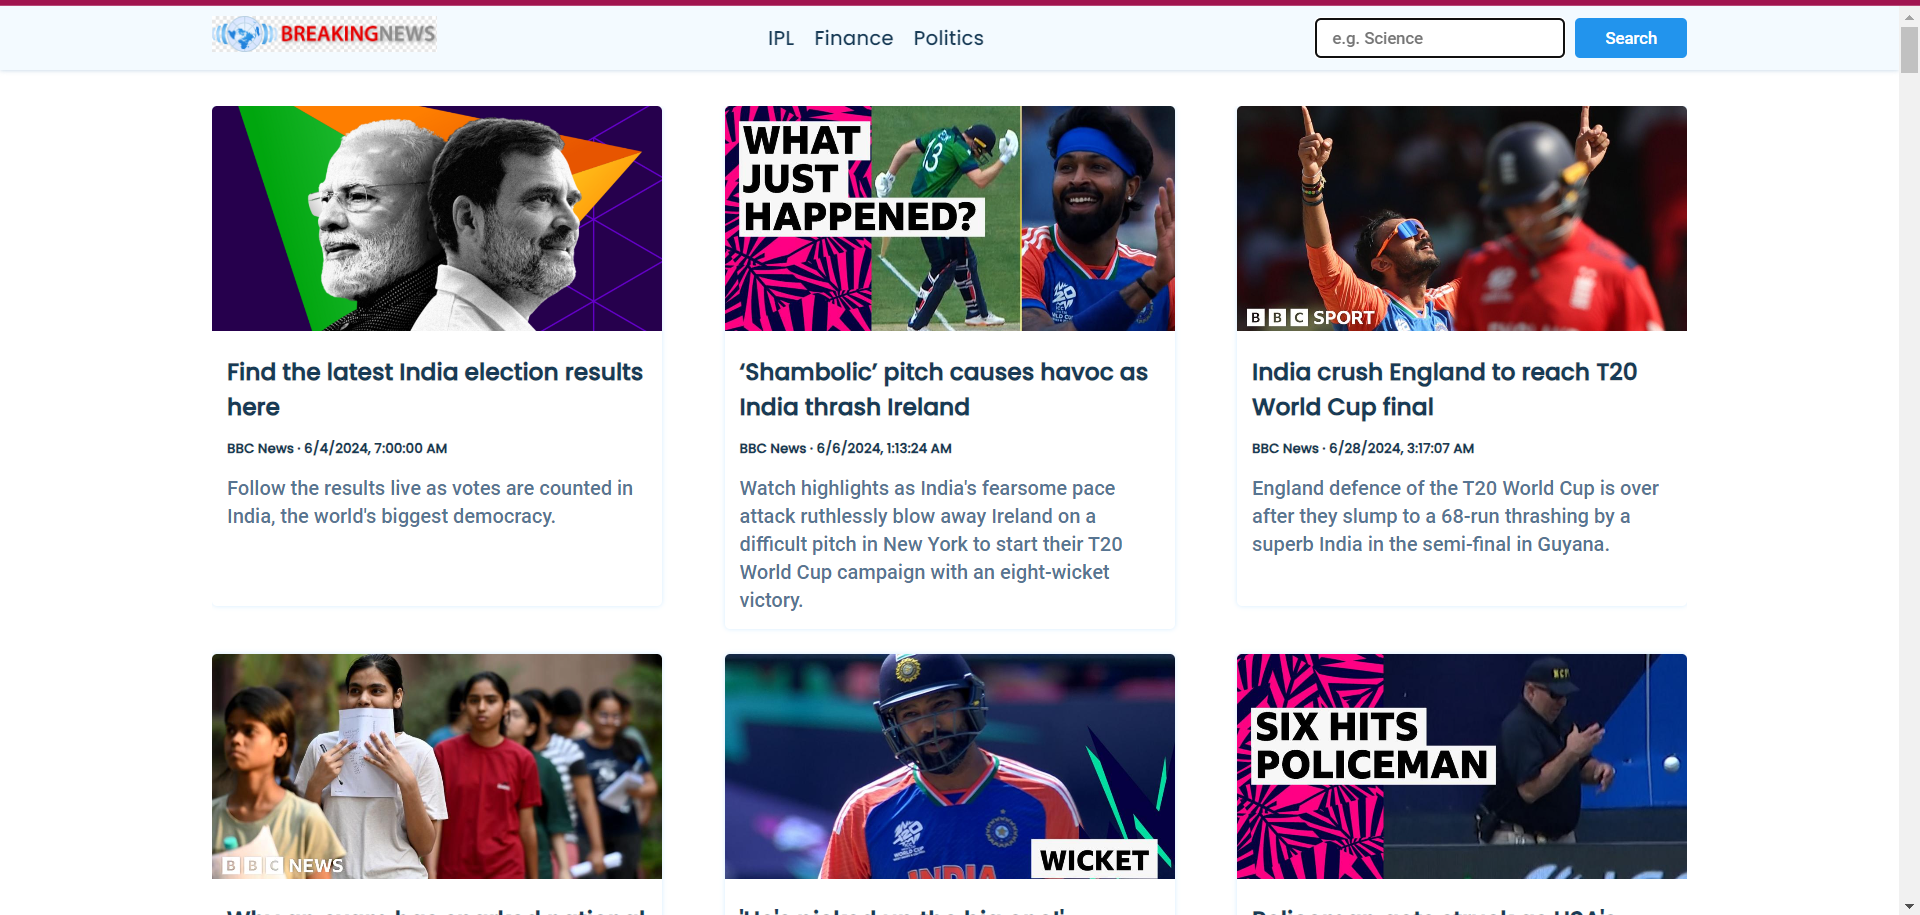 BREAKINGNEWS
IPL Finance Politics
e.g. Science
Search
WHAT
JUST
HAPPENED?
13
BBC SPORT
Find the latest India election results
here
BBC News · 6/4/2024, 7:00:00 AM
Follow the results live as votes are counted in
India, the world's biggest democracy.
‘Shambolic’ pitch causes havoc as
India thrash Ireland
BBC News · 6/6/2024, 1:13:24 AM
Watch highlights as India's fearsome pace
attack ruthlessly blow away Ireland on a
difficult pitch in New York to start their T20
World Cup campaign with an eight-wicket
victory.
India crush England to reach T20
World Cup final
BBC News · 6/28/2024, 3:17:07 AM
England defence of the T20 World Cup is over
after they slump to a 68-run thrashing by a
superb India in the semi-final in Guyana.
BBC NEWS
WICKET
INDIA
SIX HITS
POLICEMAN